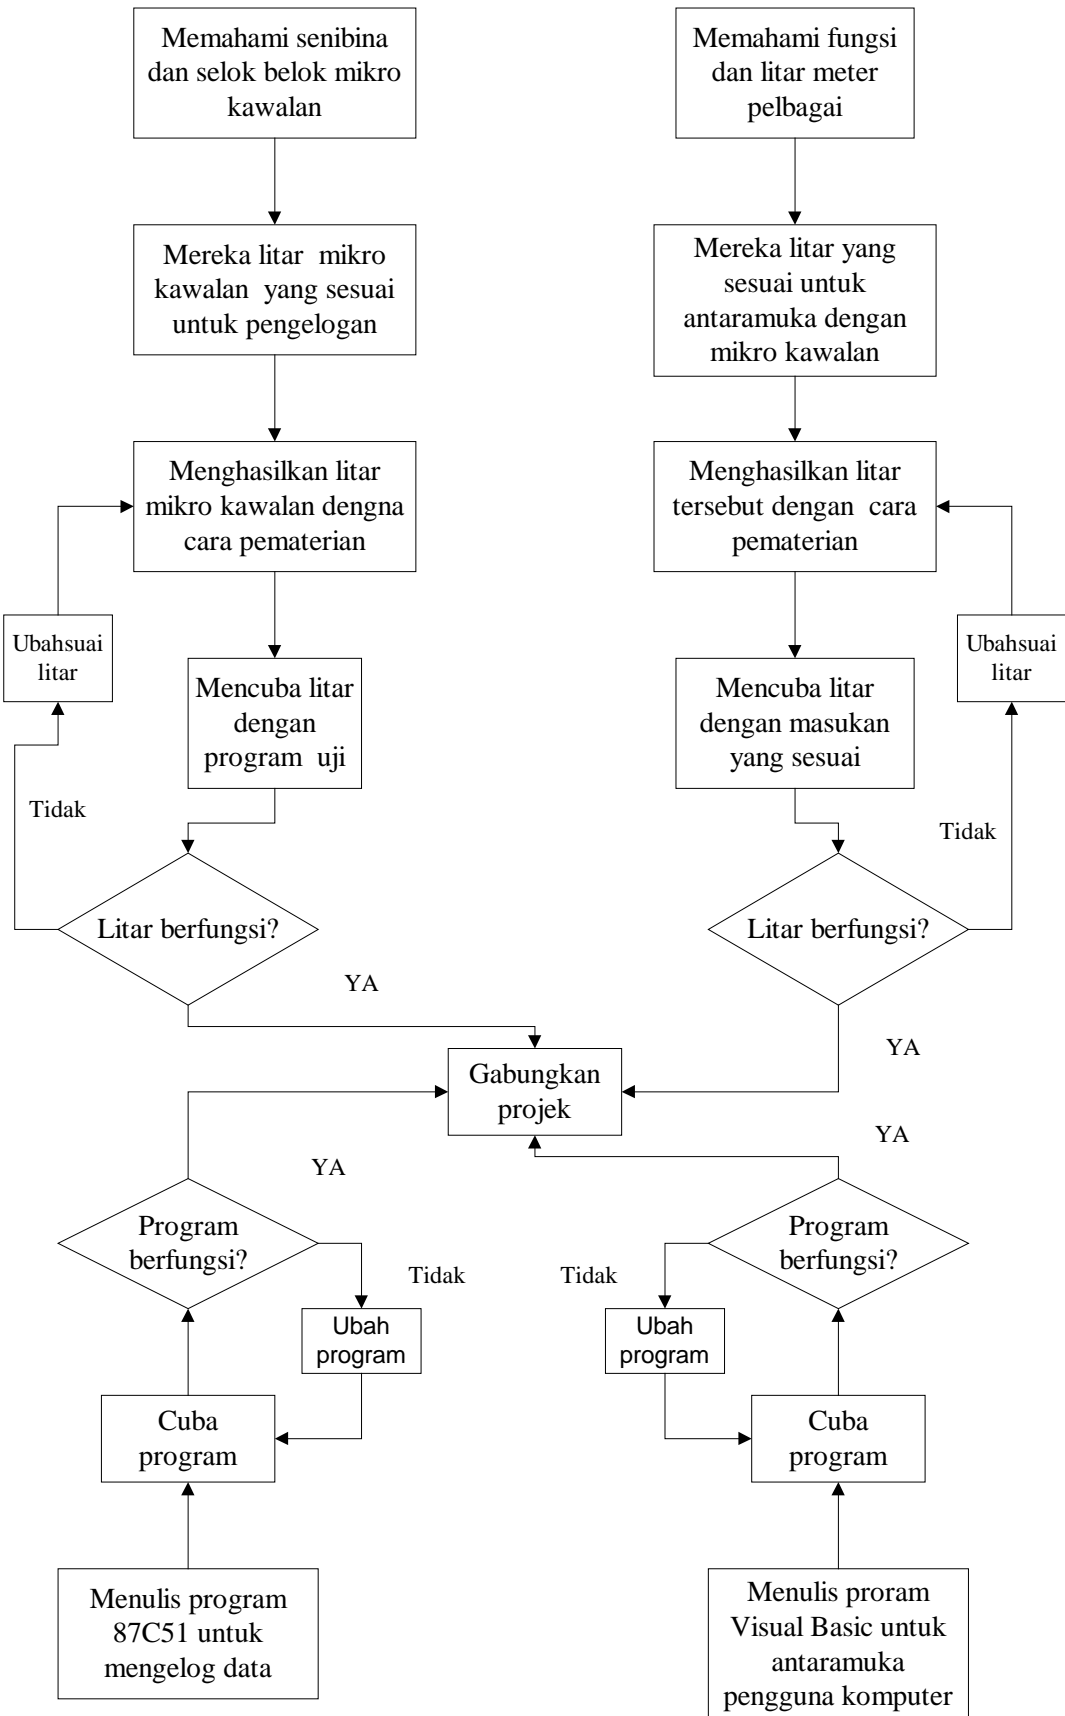 Memahami senibina
dan selok belok mikro
kawalan
Memahami fungsi
dan litar meter
pelbagai
Mereka litar mikro
kawalan yang sesuai
untuk pengelogan
Mereka litar yang
sesuai untuk
antaramuka dengan
mikro kawalan
Menghasilkan litar
mikro kawalan dengna
cara pematerian
Menghasilkan litar
tersebut dengan cara
pematerian
Ubahsuai
litar
Mencuba litar
dengan
program uji
Mencuba litar
dengan masukan
yang sesuai
Ubahsuai
litar
Tidak
Tidak
Litar berfungsi?
Litar berfungsi?
YA
YA
Gabungkan
projek
YA
YA
Program
berfungsi?
Program
berfungsi?
Tidak
Tidak
Ubah
program
Ubah
program
Cuba
program
Cuba
program
Menulis program
87C51 untuk
mengelog data
Menulis proram
Visual Basic untuk
antaramuka
pengguna komputer